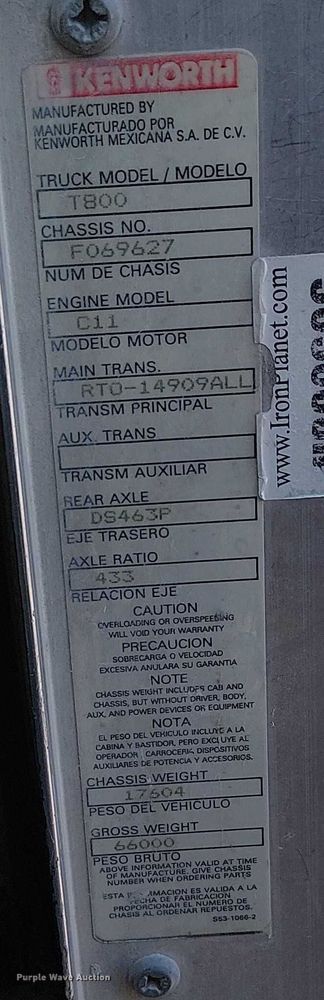 KENWORTH
MANUFACTURED BY
MANUFACTURADO POR
KENWORTH MEXICANA S.A. DE C.V.
TRUCK MODEL / MODELO
T800
CHASSIS NO.
F069627
NUM DE CHASIS
ENGINE MODEL
C11
MODELO MOTOR
MAIN TRANS.
RTO-14909ALL
TRANSM PRINCIPAL
AUX. TRANS
TRANSM AUXILIAR
REAR AXLE
DS463P
EJE TRASERO
AXLE RATIO
433
RELACION EJE
CAUTION
OVERLOADING OR OVERSPEEDING
WILL VOID YOUR WARRANTY
PRECAUCION
SOBRECARGA O VELOCIDAD
EXCESIVA ANULARA SU GARANTIA
NOTE
CHASSIS WEIGHT INCLUDES CAB AND
CHASSIS, BUT WITHOUT DRIVER, BODY,
AUX, AND POWER DEVICES OR EQUIPMENT
NOTA
EL PESO DEL VEHICULO INCLUYE A LA
CABINA Y BASTIDOR, PERO EXCLUYE AL
OPERADOR, CARROCERIA, DISPOSITIVOS
AUXILIARES DE POTENCIA Y ACCESORIOS.
CHASSIS WEIGHT
17604
PESO DEL VEHICULO
GROSS WEIGHT
66000
PESO BRUTO
ABOVE INFORMATION VALID AT TIME
OF MANUFACTURE. GIVE CHASSIS
NUMBER WHEN ORDERING PARTS
ESTA INFORMACION ES VALIDA A LA
FECHA DE FABRICACION
PROPORCIONAR EL NUMERO DE
CHASIS AL ORDENAR REPUESTOS.
S53-1066-2
www.IronPlanet.com
Purple Wave Auction